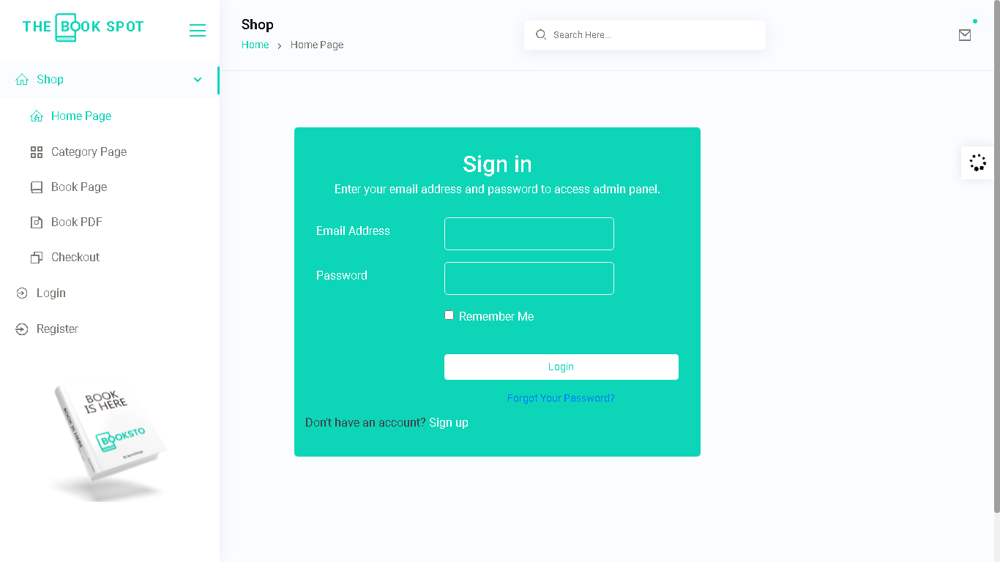 THE BOOK SPOT
Shop
Home Page
Category Page
Book Page
Book PDF
Checkout
Login
Register
BOOK
IS HERE
BOOK IS HERE
BOOKSTO
Shop
Home > Home Page
Search Here...
Sign in
Enter your email address and password to access admin panel.
Email Address
Password
Remember Me
Login
Forgot Your Password?
Don't have an account? Sign up